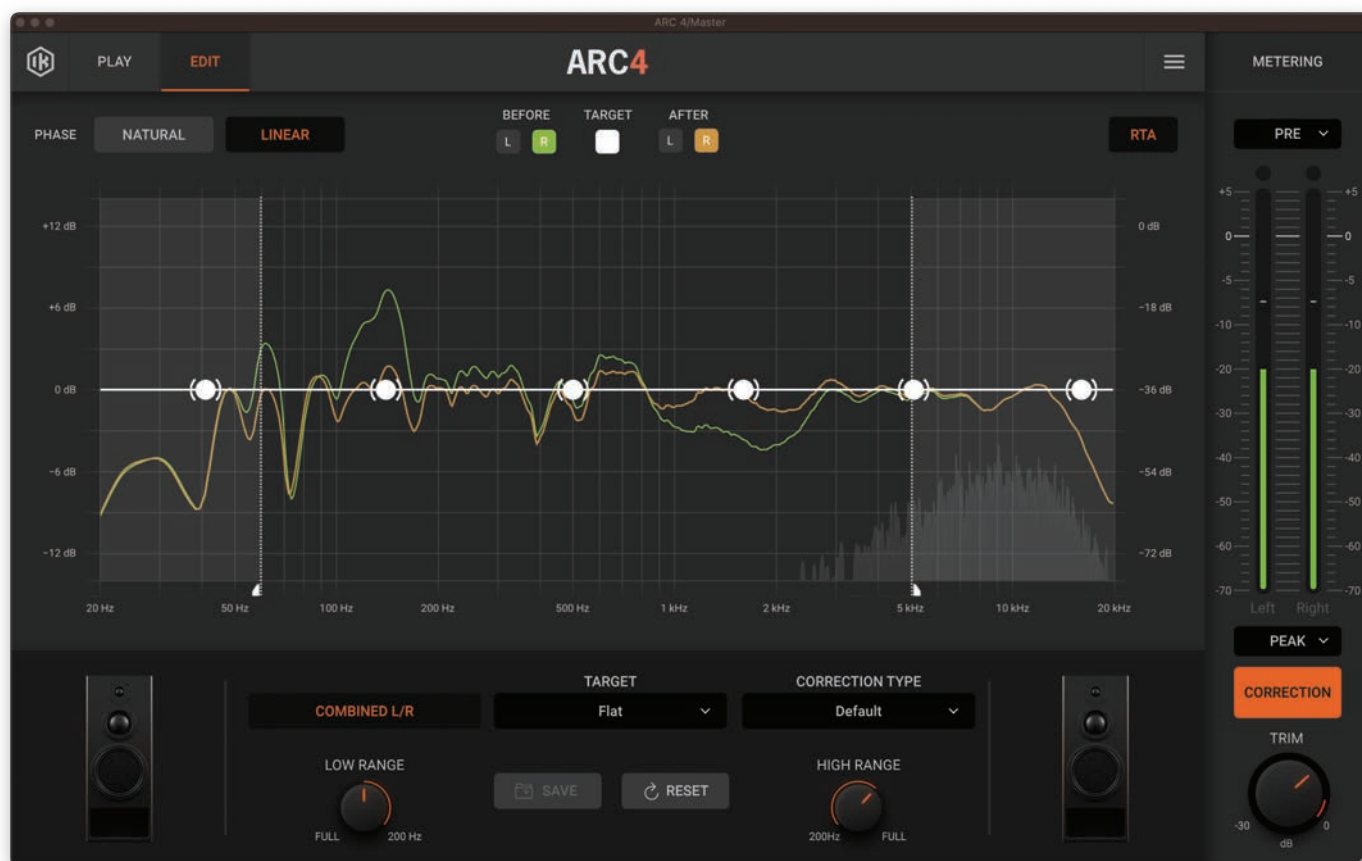 ARC 4/Master
IK PLAY EDIT ARC4 METERING
BEFORE TARGET AFTER
PHASE NATURAL LINEAR L R L R RTA PRE
+12 dB 0 dB
+6 dB −18 dB
0 dB −36 dB
−6 dB −54 dB
−12 dB −72 dB
20 Hz 50 Hz 100 Hz 200 Hz 500 Hz 1 kHz 2 kHz 5 kHz 10 kHz 20 kHz
+5 +5
0 0
-5 -5
-10 -10
-20 -20
-30 -30
-40 -40
-50 -50
-60 -60
-70 -70
Left Right
PEAK
TARGET CORRECTION TYPE
COMBINED L/R Flat Default CORRECTION
LOW RANGE HIGH RANGE TRIM
SAVE RESET
FULL 200 Hz 200Hz FULL -30 0
dB